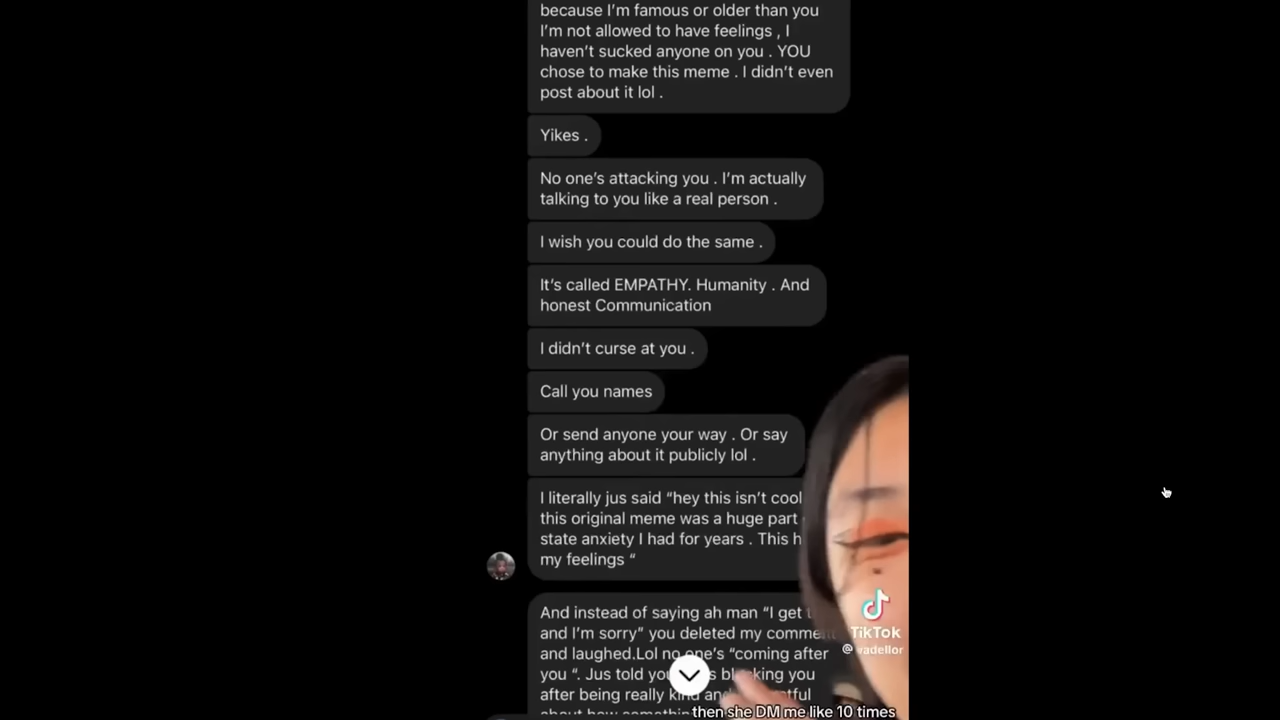 because I'm famous or older than you
I'm not allowed to have feelings , I
haven't sucked anyone on you . YOU
chose to make this meme . I didn't even
post about it lol .
Yikes .
No one's attacking you . I'm actually
talking to you like a real person .
I wish you could do the same .
It's called EMPATHY. Humanity . And
honest Communication
I didn't curse at you .
Call you names
Or send anyone your way . Or say
anything about it publicly lol .
I literally jus said “hey this isn't cool
this original meme was a huge part
state anxiety I had for years . This
my feelings “
And instead of saying ah man “I get
and I'm sorry” you deleted my
and laughed.Lol no one's “coming after
you “. Jus told you
after being really
TikTok
then she DM me like 10 times